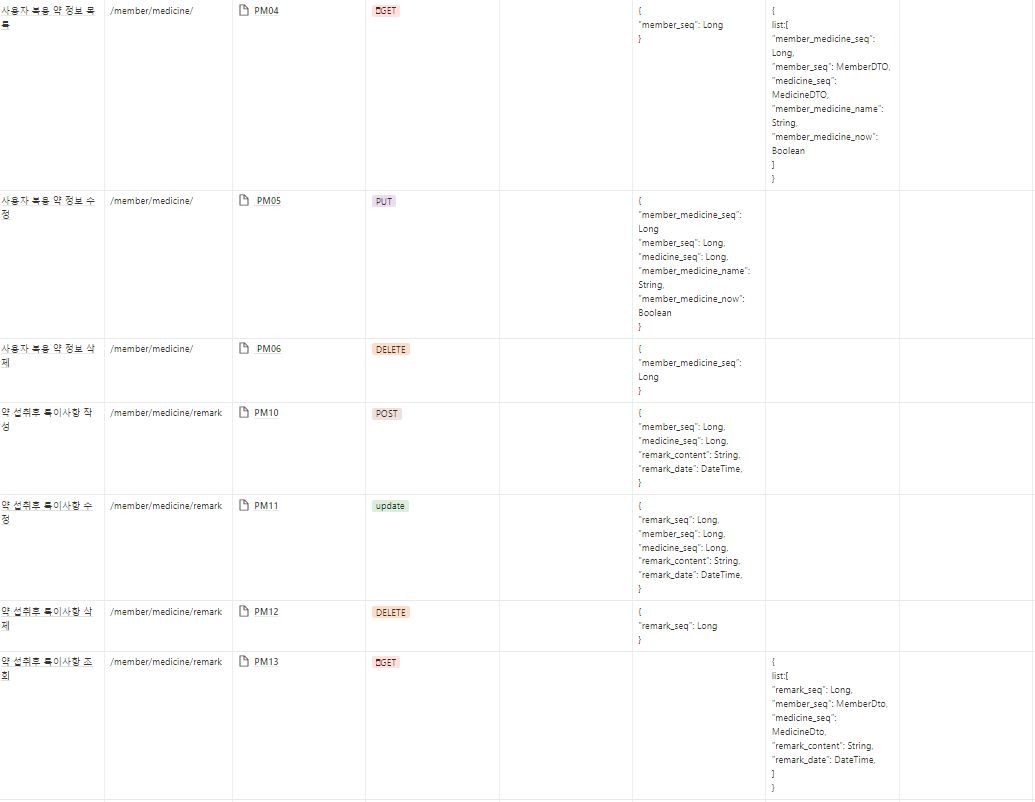 사용자 복용 약 정보 목
록
/member/medicine/
PM04
GET
{
"member_seq": Long
}
{
list:[
"member_medicine_seq":
Long,
"member_seq": MemberDTO,
"medicine_seq":
MedicineDTO,
"member_medicine_name":
String,
"member_medicine_now":
Boolean
]
}
사용자 복용 약 정보 수
정
/member/medicine/
PM05
PUT
{
"member_medicine_seq":
Long
"member_seq": Long,
"medicine_seq": Long,
"member_medicine_name":
String,
"member_medicine_now":
Boolean
}
사용자 복용 약 정보 삭
제
/member/medicine/
PM06
DELETE
{
"member_medicine_seq":
Long
}
약 섭취후 특이사항 작
성
/member/medicine/remark
PM10
POST
{
"member_seq": Long,
"medicine_seq": Long,
"remark_content": String,
"remark_date": DateTime,
}
약 섭취후 특이사항 수
정
/member/medicine/remark
PM11
update
{
"remark_seq": Long,
"member_seq": Long,
"medicine_seq": Long,
"remark_content": String,
"remark_date": DateTime,
}
약 섭취후 특이사항 삭
제
/member/medicine/remark
PM12
DELETE
{
"remark_seq": Long
}
약 섭취후 특이사항 조
회
/member/medicine/remark
PM13
GET
{
list:[
"remark_seq": Long,
"member_seq": MemberDto,
"medicine_seq":
MedicineDto,
"remark_content": String,
"remark_date": DateTime,
]
}